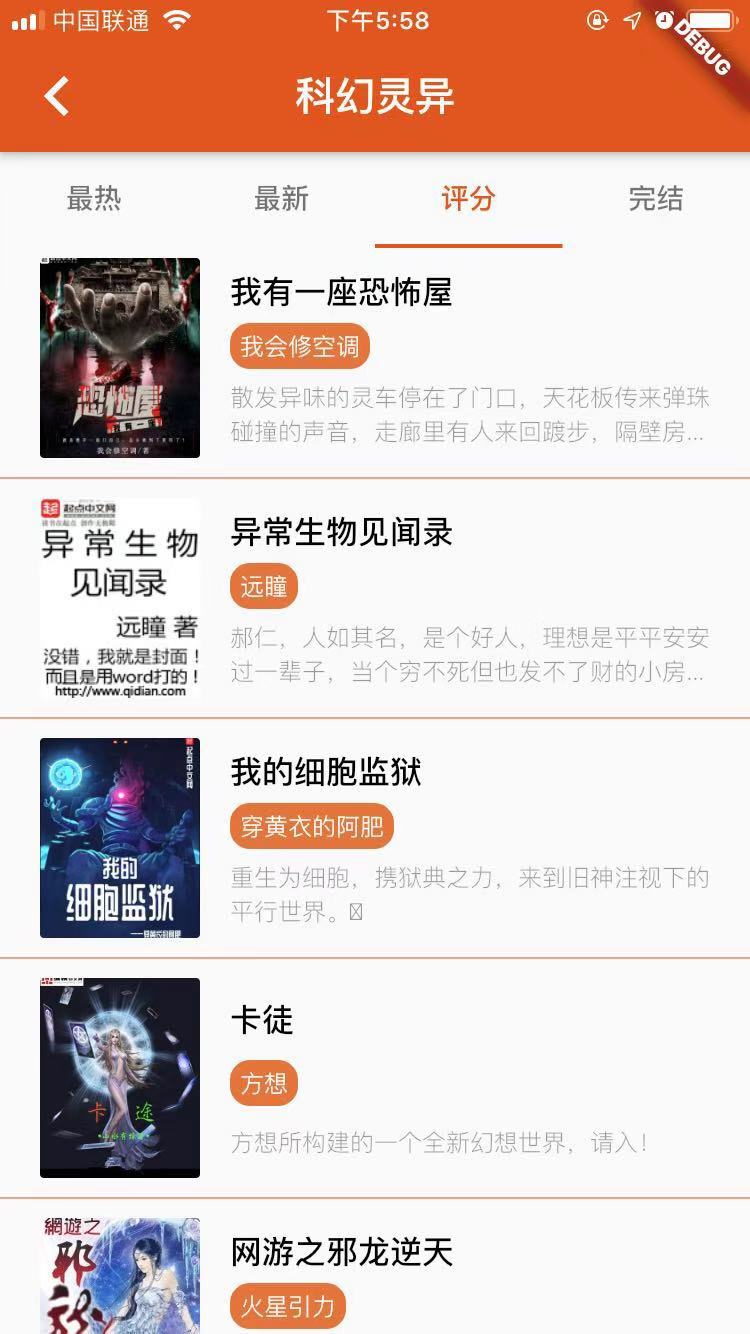 中国联通
下午5:58
DEBUG
科幻灵异
最热
最新
评分
完结
恐怖屋
我会修空调/著
我有一座恐怖屋
我会修空调
散发异味的灵车停在了门口，天花板传来弹珠
碰撞的声音，走廊里有人来回踱步，隔壁房...
起点中文网
异常生物
见闻录
远瞳 著
没错，我就是封面！
而且是用word打的！
http://www.qidian.com
异常生物见闻录
远瞳
郝仁，人如其名，是个好人，理想是平平安安
过一辈子，当个穷不死但也发不了财的小房...
起点中文网
我的
细胞监狱
我的细胞监狱
穿黄衣的阿肥
重生为细胞，携狱典之力，来到旧神注视下的
平行世界。
卡途
卡徒
方想
方想所构建的一个全新幻想世界，请入！
網遊之
邪
网游之邪龙逆天
火星引力